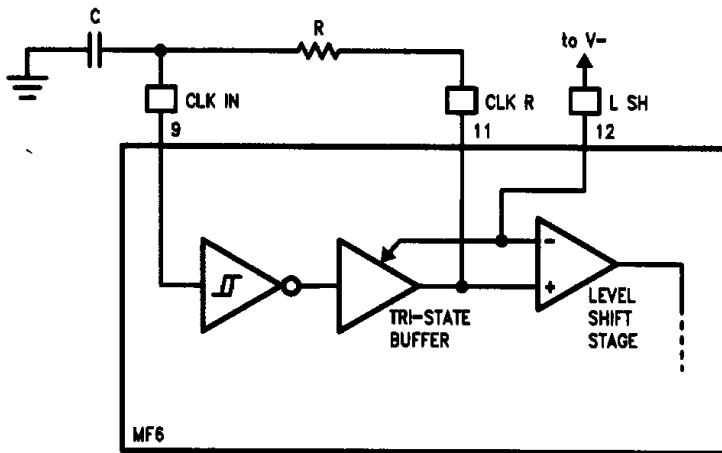 C
R
to V-
CLK IN
CLK R
L SH
9
11
12
-
+
TRI-STATE
BUFFER
LEVEL
SHIFT
STAGE
MF6